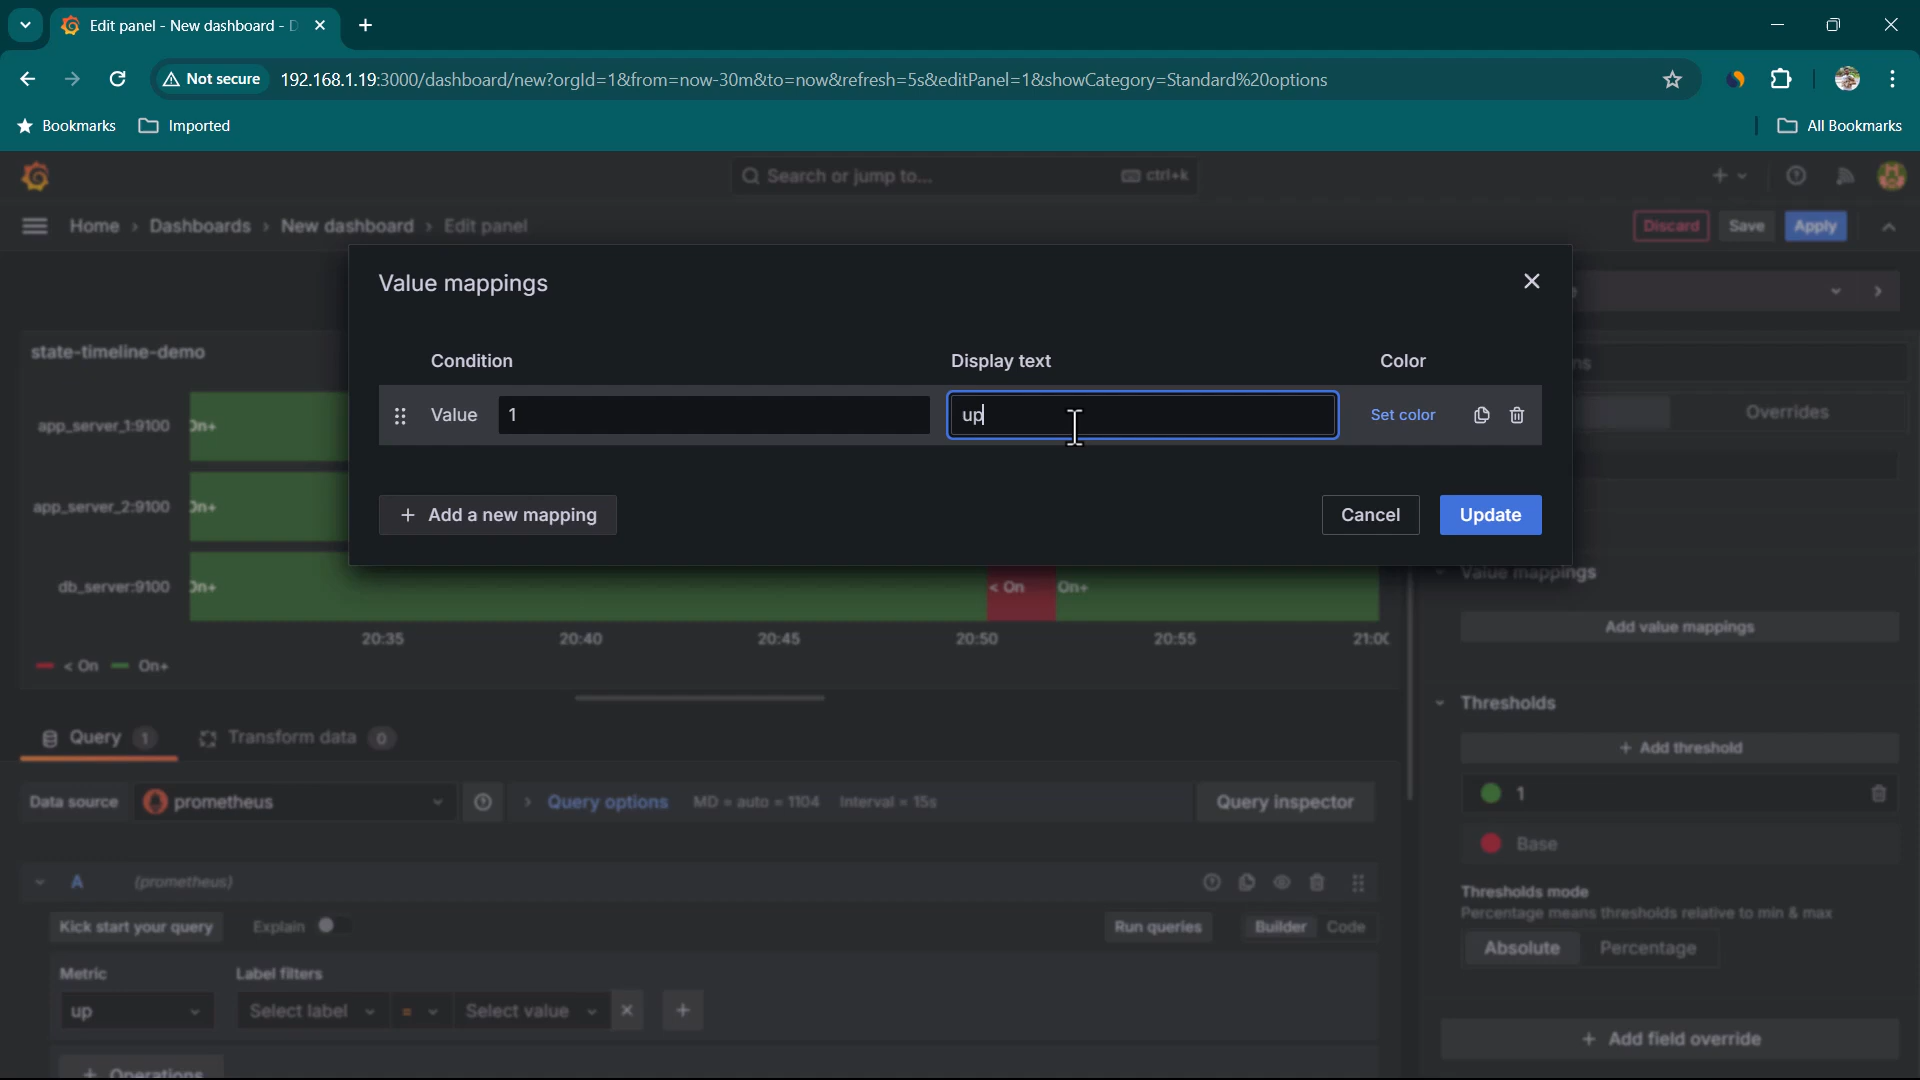 Edit panel - New dashboard - D
Not secure
192.168.1.19:3000/dashboard/new?orgId=1&from=now-30m&to=now&refresh=5s&editPanel=1&showCategory=Standard%20options
Bookmarks
Imported
All Bookmarks
Search or jump to...
ctrl+k
Home › Dashboards › New dashboard › Edit panel
Discard
Save
Apply
Value mappings
state-timeline-demo
Condition
Display text
Color
Overrides
app_server_1:9100
On+
Value
1
up
Set color
app_server_2:9100
On+
+ Add a new mapping
Cancel
Update
db_server:9100
On+
< On
On+
20:35
20:40
20:45
20:50
20:55
21:00
< On
On+
Value mappings
Add value mappings
Thresholds
+ Add threshold
1
Base
Thresholds mode
Percentage means thresholds relative to min & max
Absolute
Percentage
+ Add field override
Query 1
Transform data 0
Data source
prometheus
Query options
MD = auto = 1104
Interval = 15s
Query inspector
A
(prometheus)
Kick start your query
Explain
Run queries
Builder
Code
Metric
Label filters
up
Select label
=
Select value
+ Operations